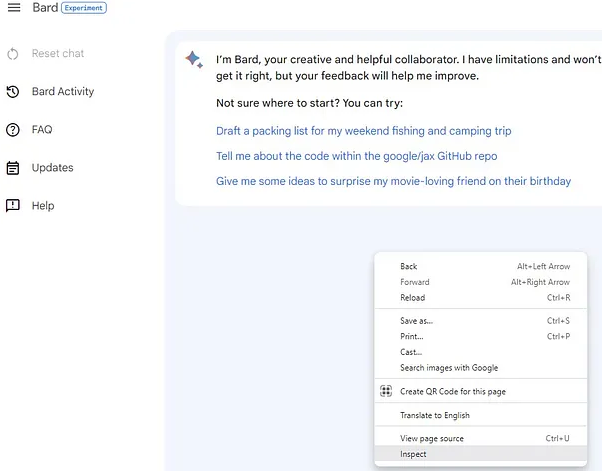 Bard Experiment
Reset chat
Bard Activity
FAQ
Updates
Help
I'm Bard, your creative and helpful collaborator. I have limitations and won't
get it right, but your feedback will help me improve.
Not sure where to start? You can try:
Draft a packing list for my weekend fishing and camping trip
Tell me about the code within the google/jax GitHub repo
Give me some ideas to surprise my movie-loving friend on their birthday
Back Alt+Left Arrow
Forward Alt+Right Arrow
Reload Ctrl+R
Save as... Ctrl+S
Print... Ctrl+P
Cast...
Search images with Google
Create QR Code for this page
Translate to English
View page source Ctrl+U
Inspect